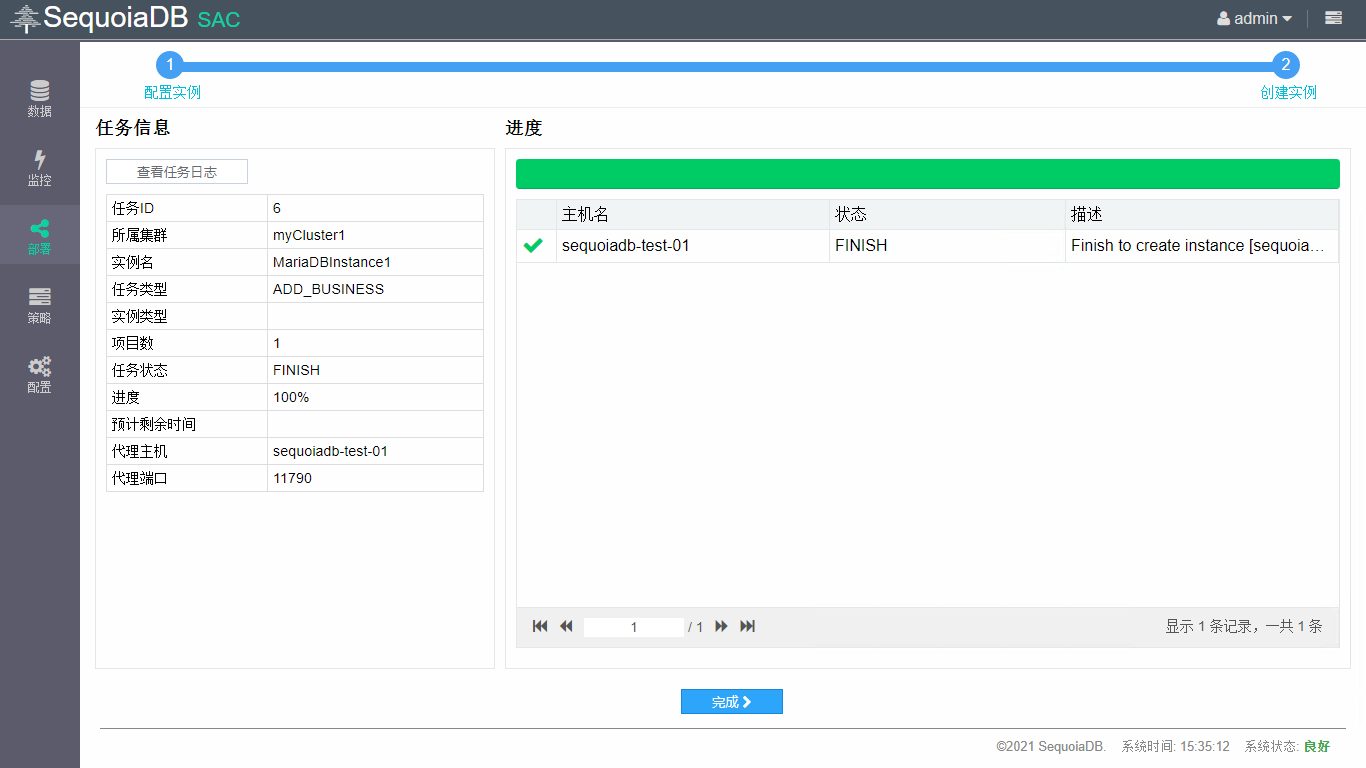 SequoiaDB SAC
admin
1
2
配置实例
创建实例
数据
监控
部署
策略
配置
任务信息
查看任务日志
任务ID 6
所属集群 myCluster1
实例名 MariaDBInstance1
任务类型 ADD_BUSINESS
实例类型
项目数 1
任务状态 FINISH
进度 100%
预计剩余时间
代理主机 sequoiadb-test-01
代理端口 11790
进度
主机名 状态 描述
sequoiadb-test-01 FINISH Finish to create instance [sequoia...
1 / 1
显示 1 条记录，一共 1 条
完成
©2021 SequoiaDB. 系统时间: 15:35:12 系统状态: 良好